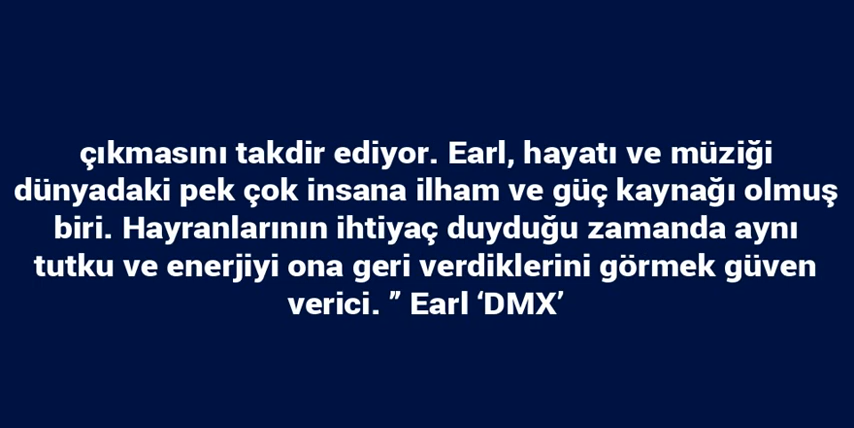 çıkmasını takdir ediyor. Earl, hayatı ve müziği
dünyadaki pek çok insana ilham ve güç kaynağı olmuş
biri. Hayranlarının ihtiyaç duyduğu zamanda aynı
tutku ve enerjiyi ona geri verdiklerini görmek güven
verici. ” Earl ‘DMX’